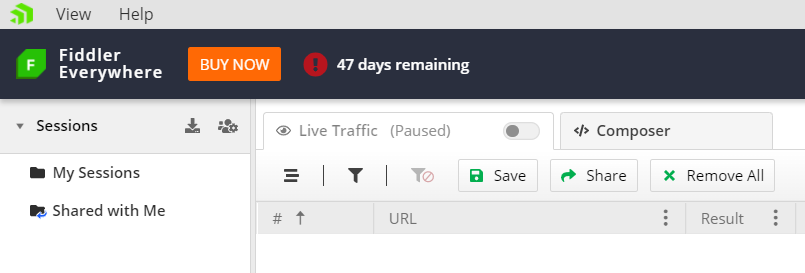 View Help
F
Fiddler
Everywhere
BUY NOW
! 47 days remaining
Sessions
My Sessions
Shared with Me
Live Traffic (Paused)
</> Composer
Save
Share
Remove All
# URL Result